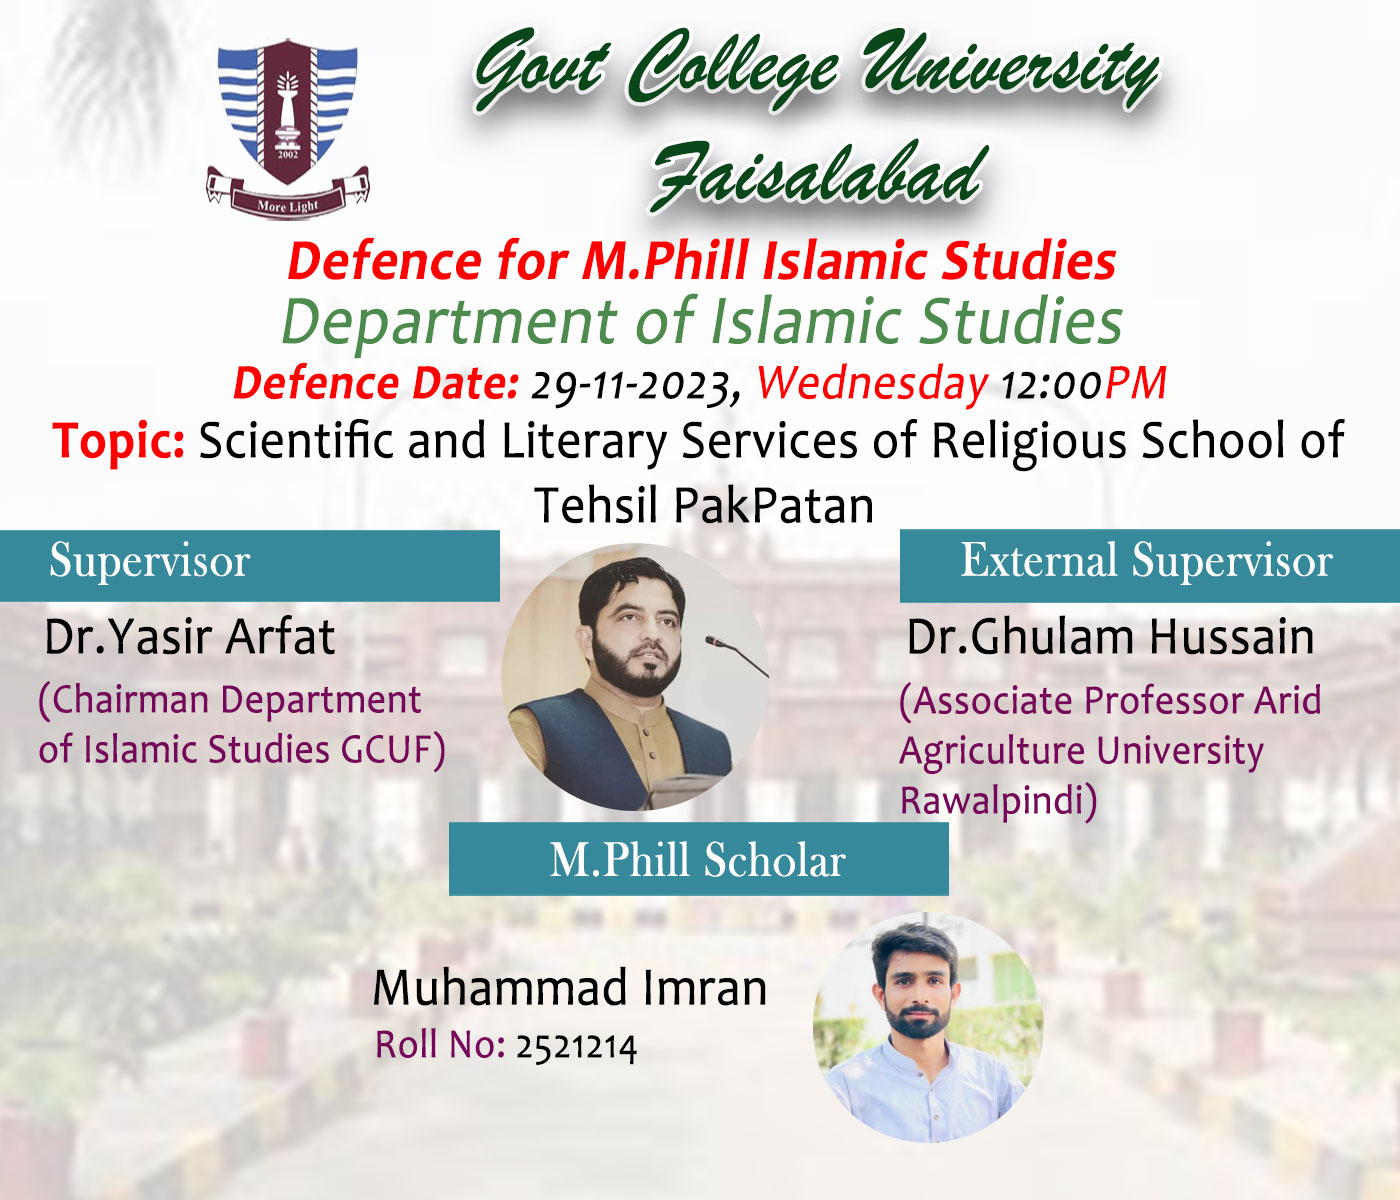 Govt College University
Faisalabad
2002
More Light
Defence for M.Phill Islamic Studies
Department of Islamic Studies
Defence Date: 29-11-2023, Wednesday 12:00PM
Topic: Scientific and Literary Services of Religious School of
Tehsil PakPatan
Supervisor
Dr.Yasir Arfat
(Chairman Department
of Islamic Studies GCUF)
External Supervisor
Dr.Ghulam Hussain
(Associate Professor Arid
Agriculture University
Rawalpindi)
M.Phill Scholar
Muhammad Imran
Roll No: 2521214